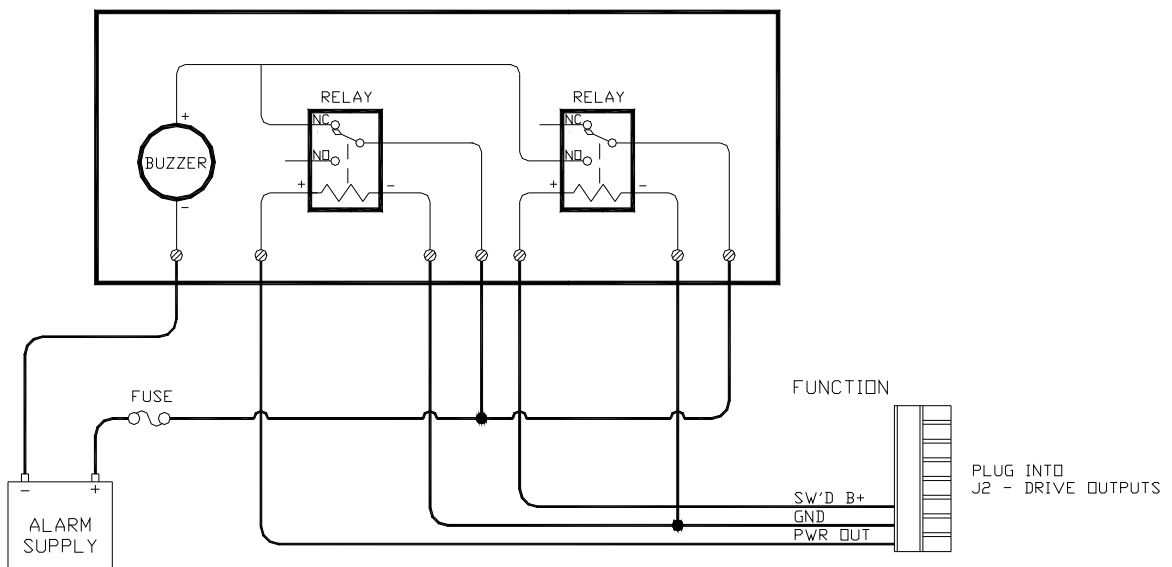 RELAY
RELAY
NC
NC
+
BUZZER
NO
NO
+
-
+
-
-
FUSE
FUNCTION
PLUG INTO
J2 - DRIVE OUTPUTS
-
+
SW'D B+
GND
PWR OUT
ALARM
SUPPLY